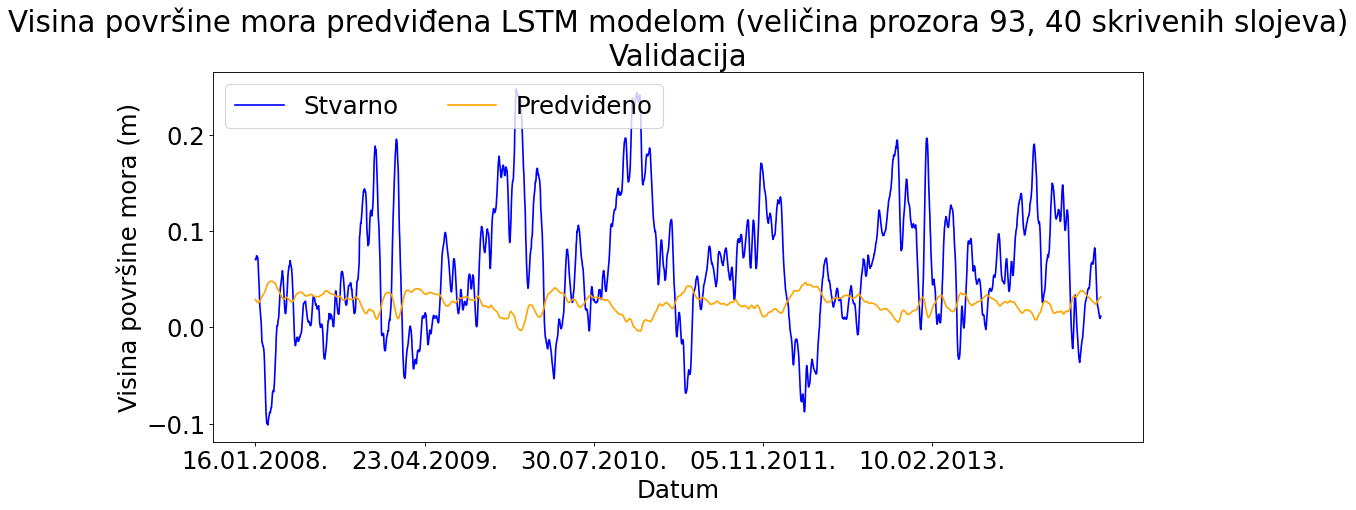 Visina površine mora predviđena LSTM modelom (veličina prozora 93, 40 skrivenih slojeva)
Validacija
Stvarno Predviđeno
Visina površine mora (m)
0.2
0.1
0.0
−0.1
16.01.2008. 23.04.2009. 30.07.2010. 05.11.2011. 10.02.2013.
Datum